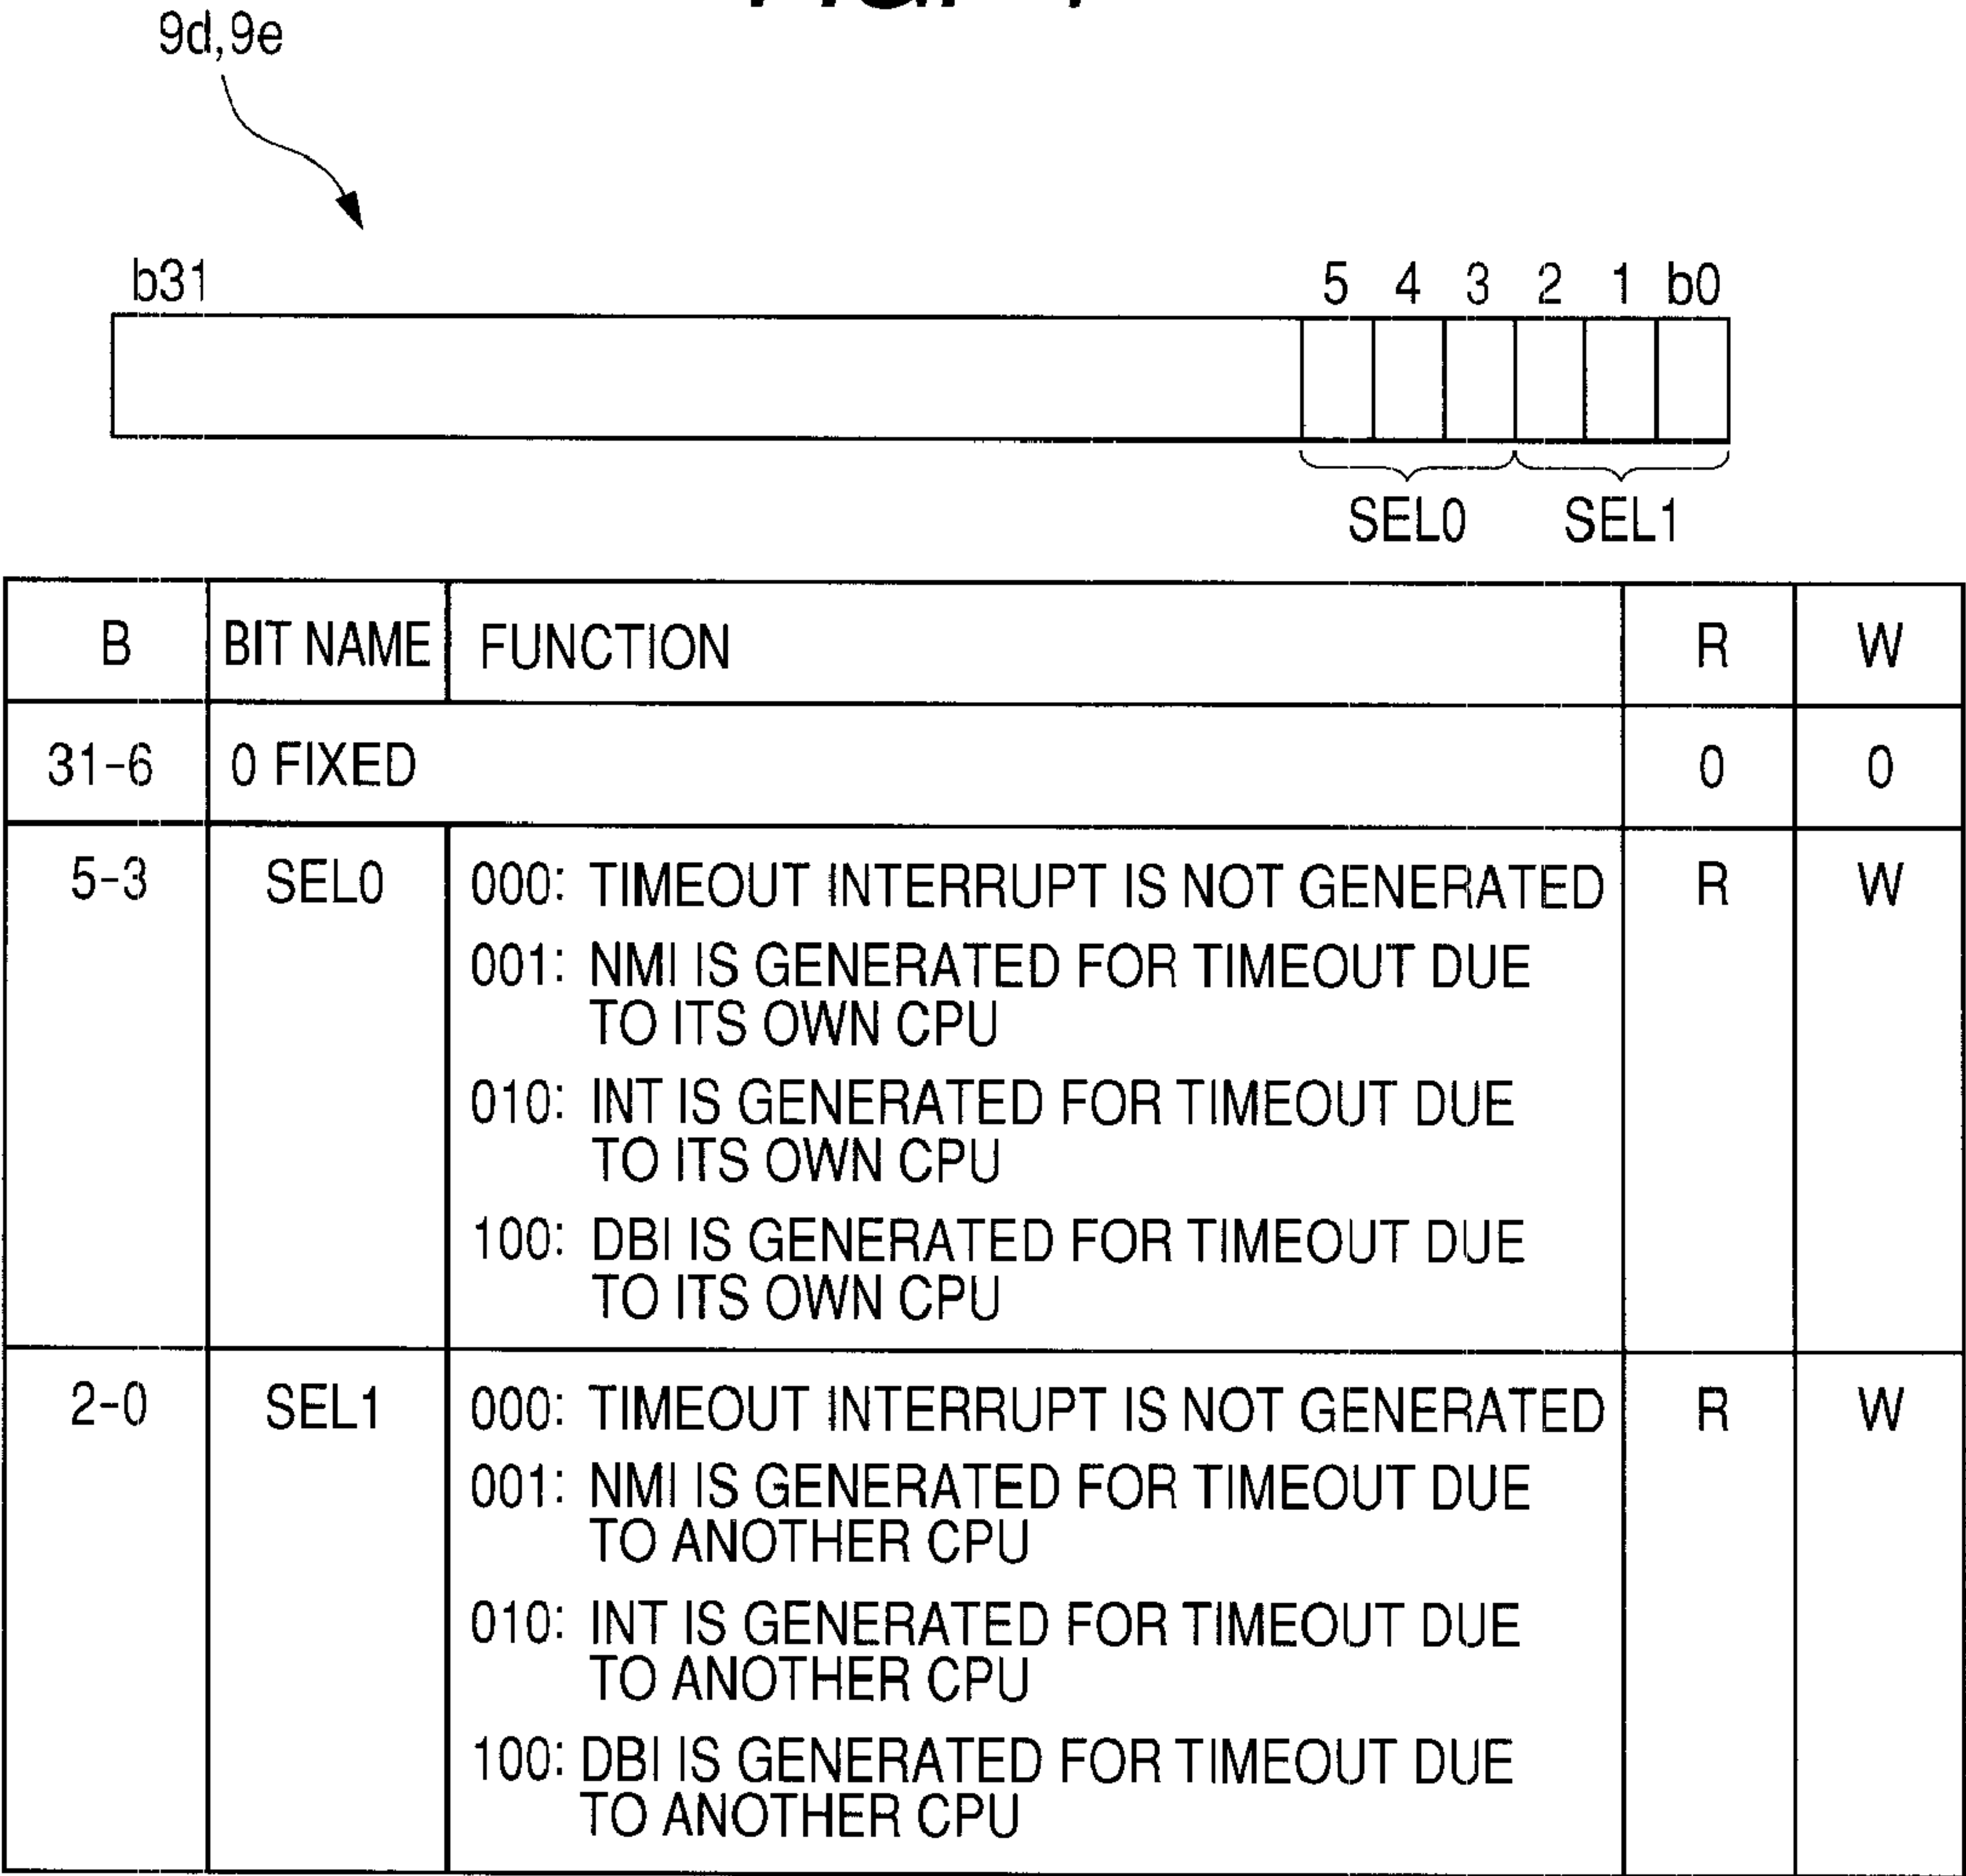 9d,9e
b31 5 4 3 2 1 b0
SEL0 SEL1
B BIT NAME FUNCTION R W
31-6 0 FIXED 0 0
5-3 SEL0 000: TIMEOUT INTERRUPT IS NOT GENERATED R W
001: NMI IS GENERATED FOR TIMEOUT DUE
TO ITS OWN CPU
010: INT IS GENERATED FOR TIMEOUT DUE
TO ITS OWN CPU
100: DBI IS GENERATED FOR TIMEOUT DUE
TO ITS OWN CPU
2-0 SEL1 000: TIMEOUT INTERRUPT IS NOT GENERATED R W
001: NMI IS GENERATED FOR TIMEOUT DUE
TO ANOTHER CPU
010: INT IS GENERATED FOR TIMEOUT DUE
TO ANOTHER CPU
100: DBI IS GENERATED FOR TIMEOUT DUE
TO ANOTHER CPU